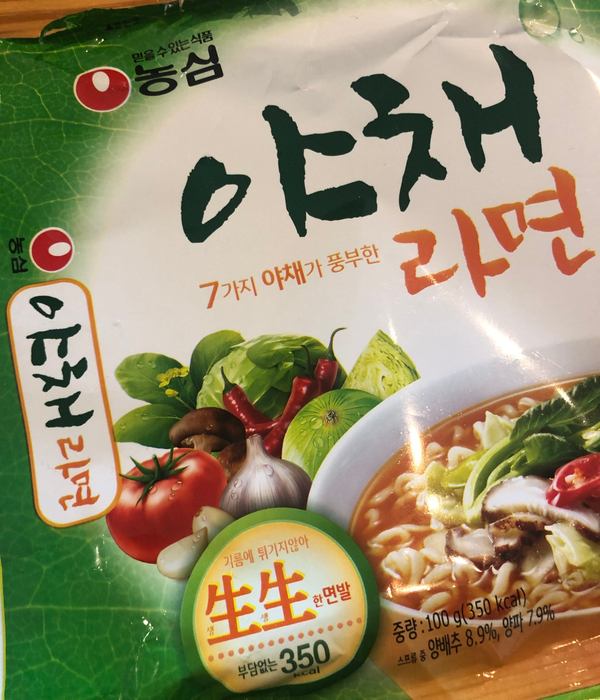 믿을 수 있는 식품
농심
야채
라면
7가지 야채가 풍부한
농심
야채라면
기름에 튀기지않아
生生한면발
생 생
부담없는 350
kcal
중량 : 100 g(350 kcal)
스프류 중 양배추 8.9%, 양파 7.9%